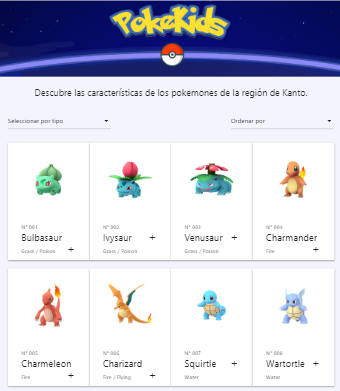 PokeKids
Descubre las características de los pokemones de la región de Kanto.
Seleccionar por tipo
Ordenar por
N° 001
Bulbasaur
Grass / Poison
+
N° 002
Ivysaur
Grass / Poison
+
N° 003
Venusaur
Grass / Poison
+
N° 004
Charmander
Fire
+
N° 005
Charmeleon
Fire
+
N° 006
Charizard
Fire / Flying
+
N° 007
Squirtle
Water
+
N° 008
Wartortle
Water
+